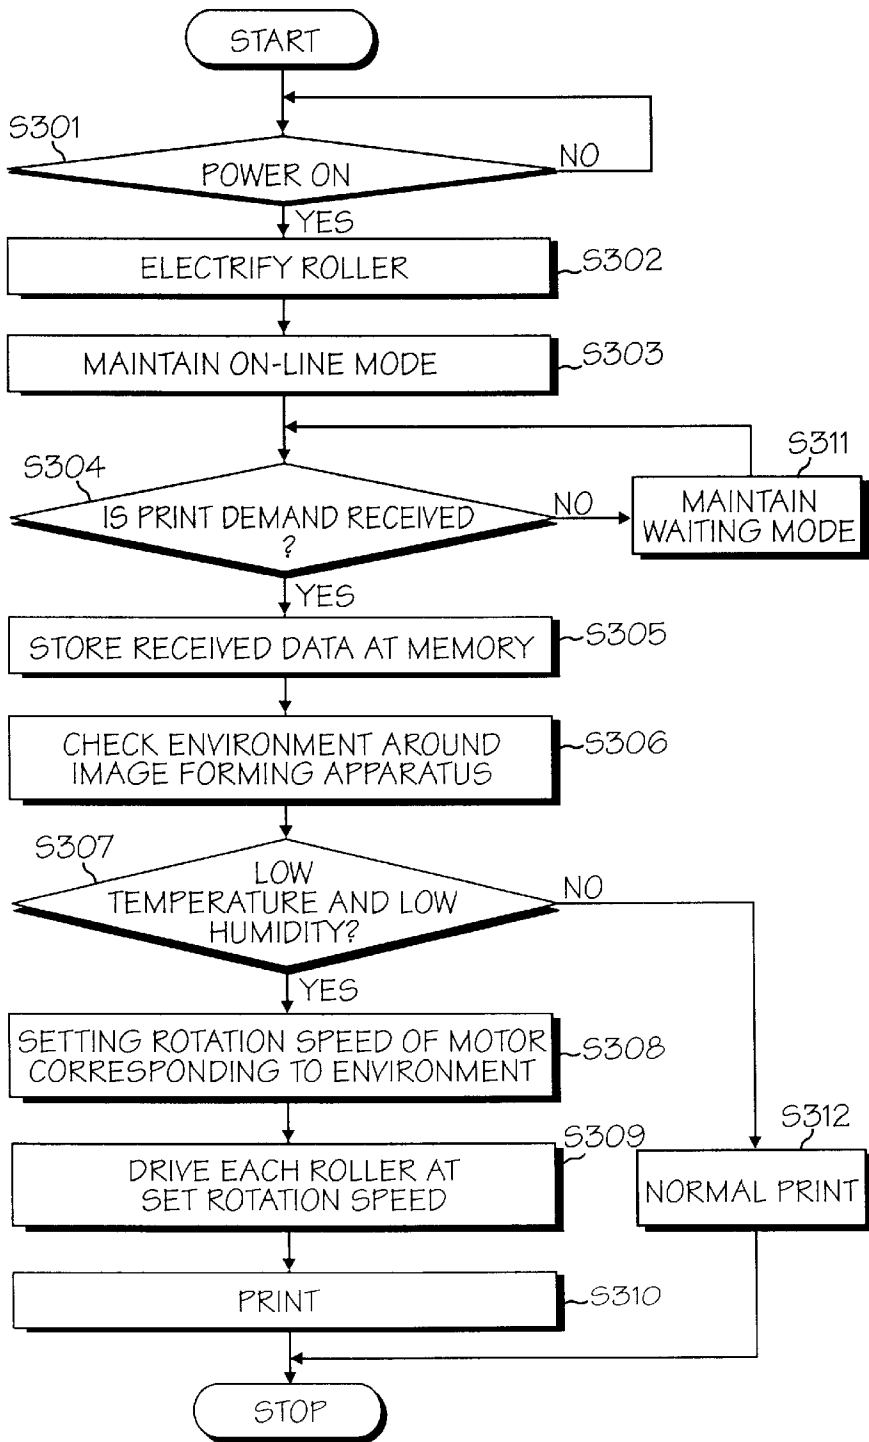 START
S301
POWER ON
NO
YES
ELECTRIFY ROLLER
S302
MAINTAIN ON-LINE MODE
S303
S304
IS PRINT DEMAND RECEIVED
?
NO
S311
MAINTAIN
WAITING MODE
YES
STORE RECEIVED DATA AT MEMORY
S305
CHECK ENVIRONMENT AROUND
IMAGE FORMING APPARATUS
S306
S307
LOW
TEMPERATURE AND LOW
HUMIDITY?
NO
YES
SETTING ROTATION SPEED OF MOTOR
CORRESPONDING TO ENVIRONMENT
S308
S309
DRIVE EACH ROLLER AT
SET ROTATION SPEED
S312
NORMAL PRINT
PRINT
S310
STOP